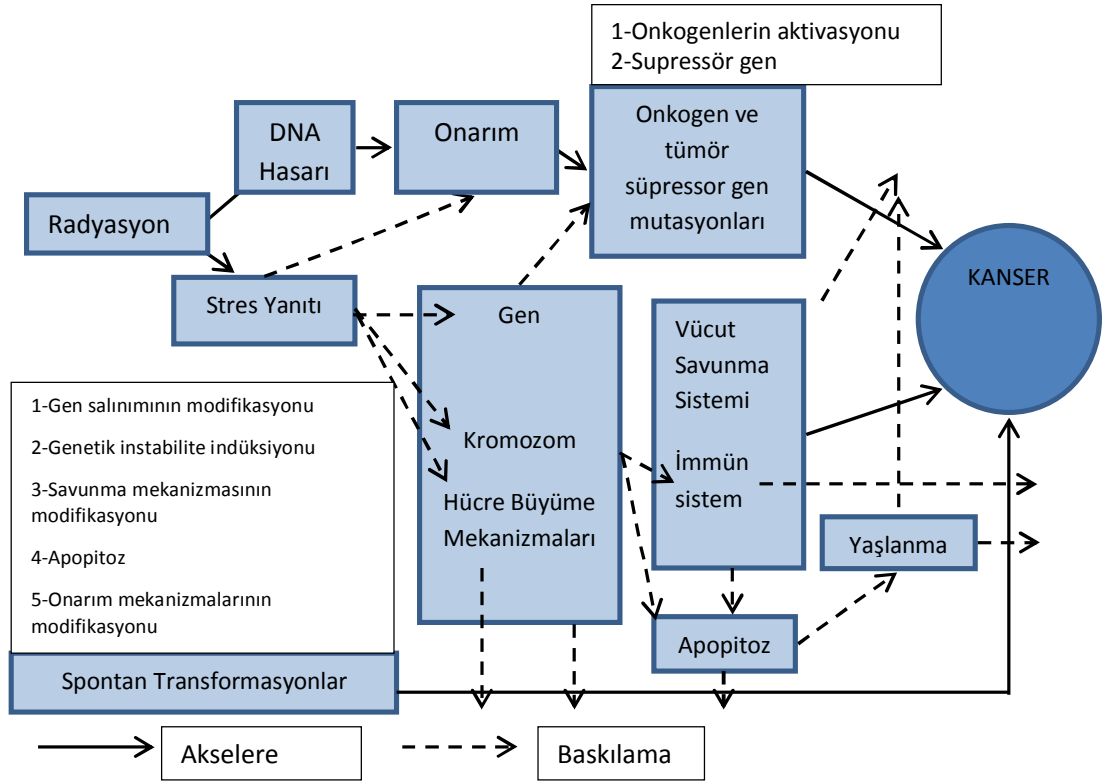 1-Onkogenlerin aktivasyonu
2-Supressör gen
DNA
Hasarı
Onarım
Onkogen ve
tümör
süpressor gen
mutasyonları
Radyasyon
Stres Yanıtı
Gen
Kromozom
Hücre Büyüme
Mekanizmaları
Vücut
Savunma
Sistemi
İmmün
sistem
KANSER
Yaşlanma
Apopitoz
1-Gen salınımının modifikasyonu
2-Genetik instabilite indüksiyonu
3-Savunma mekanizmasının
modifikasyonu
4-Apopitoz
5-Onarım mekanizmalarının
modifikasyonu
Spontan Transformasyonlar
Akselere
Baskılama